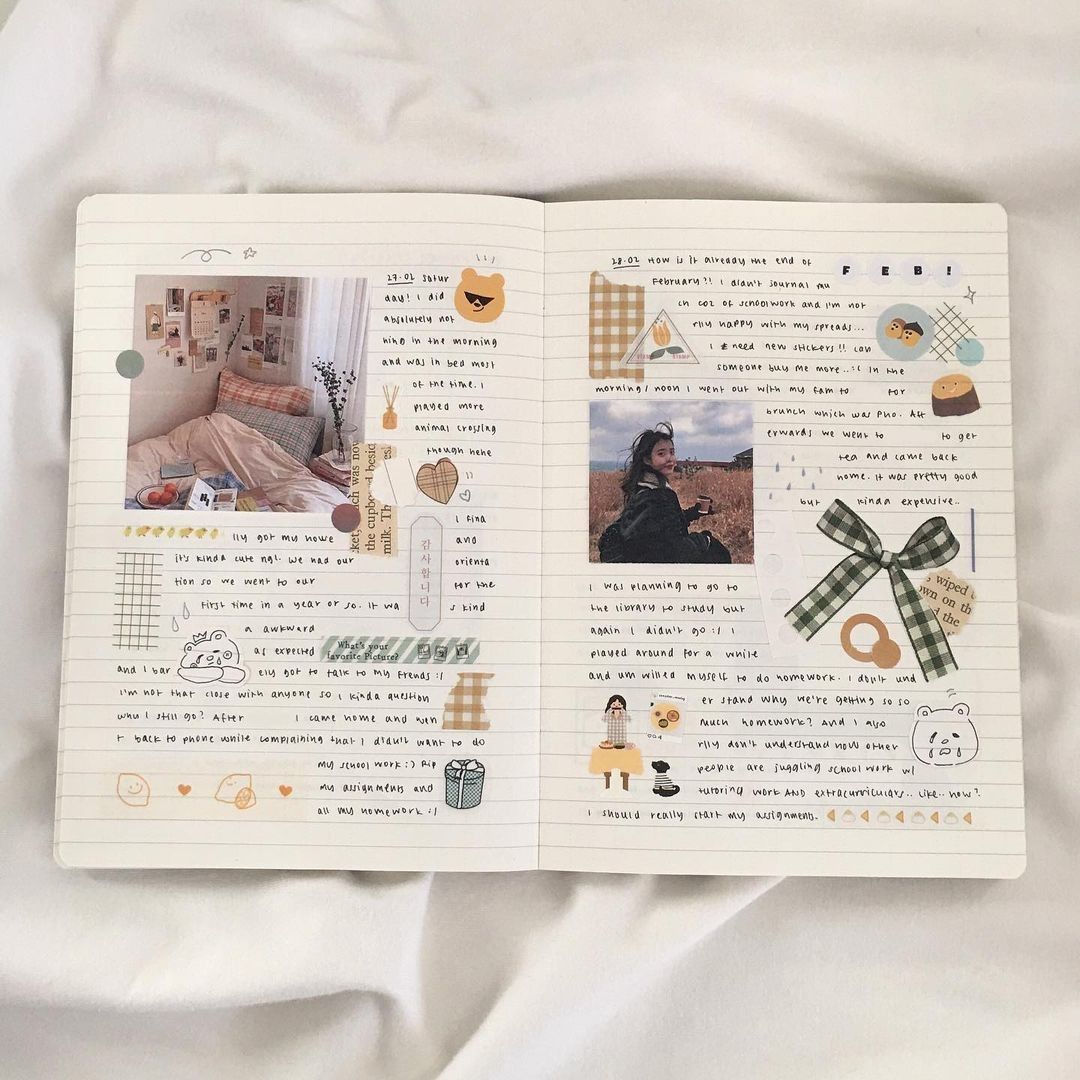 27.02 Satur
day! I did
absolutely not
hing in the morning
and was in bed most
of the time. I
played more
animal crossing
though hehe
ket,
ch was now
the cupbo
d besid
milk. Th
es.
I fina
lly got my house
and
it's kinda cute ngl. We had our
orienta
tion so we went to our
for the
first time in a year or so. It wa
s kind
a awkward
감사합니다
as expected
What's your
favorite Picture?
and I bar
ely got to talk to my friends :/
I'm not that close with anyone so I kinda question
why I still go? After
I came home and wen
t back to phone while complaining that I didn't want to do
my school work :) Rip
my assignments and
all my homework :/
28.02 How is it already the end of
FEB!
February?! I didn't journal mu
ch coz of schoolwork and I'm not
rlly happy with my spreads...
I need new stickers!! can
STAMP
someone buy me more..:( In the
morning/noon I went out with my fam to
for
brunch which was pho. Aft
erwards we went to
to get
tea and came back
home. It was pretty good
but kinda expensive..
s wiped
own on th
d the
I was planning to go to
the library to study but
again I didn't go :/ I
played around for a while
and um willed myself to do homework. I don't und
er stand why we're getting so so
much homework? And I also
rlly don't understand how other
people are juggling school work w/
tutoring work AND extracurriculars.. like.. how?
I should really start my assignments.